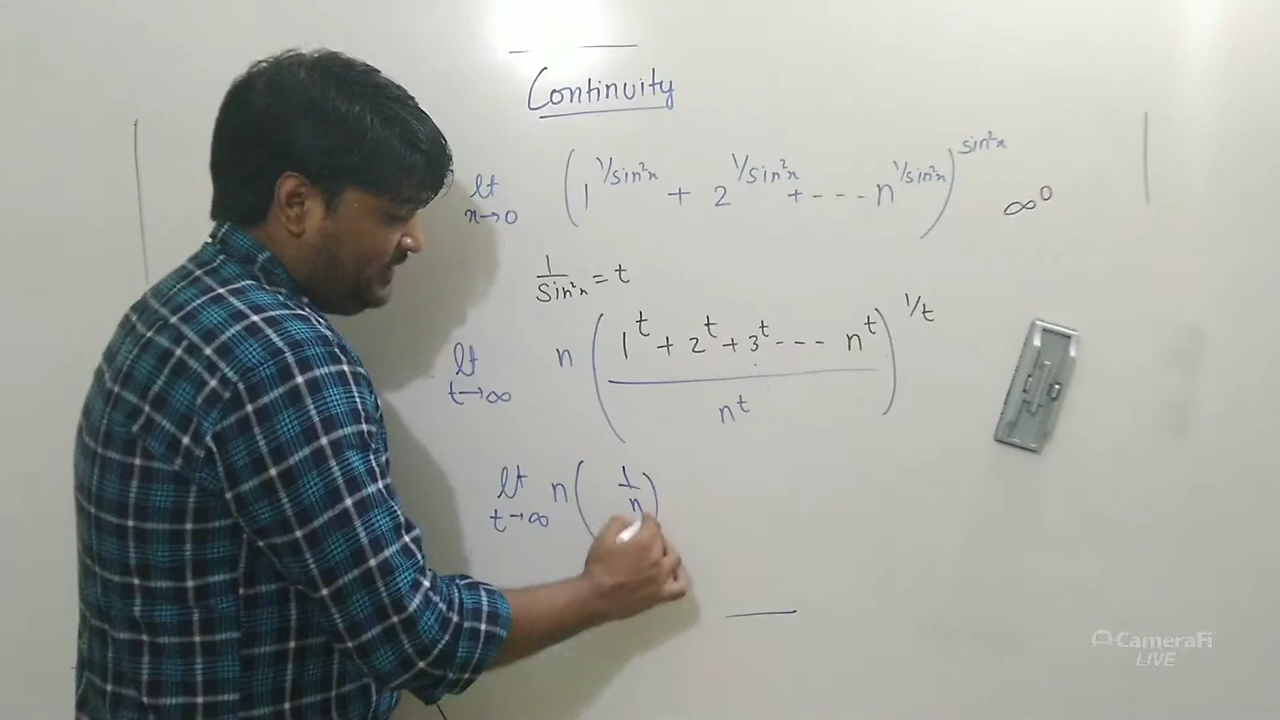 Continuity
lt x→0 (1^{1/sin²x} + 2^{1/sin²x} + --- n^{1/sin²x})^{sin²x} ∞⁰
1/Sin²x = t
lt t→∞ n ((1^t + 2^t + 3^t --- n^t)/n^t)^{1/t}
lt t→∞ n (1/n)
CameraFi
LIVE